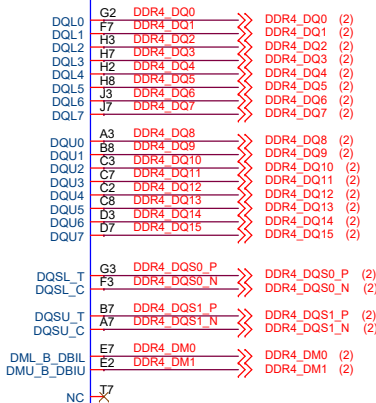 DQL0 G2 DDR4_DQ0 DDR4_DQ0 (2)
DQL1 F7 DDR4_DQ1 DDR4_DQ1 (2)
DQL2 H3 DDR4_DQ2 DDR4_DQ2 (2)
DQL3 H7 DDR4_DQ3 DDR4_DQ3 (2)
DQL4 H2 DDR4_DQ4 DDR4_DQ4 (2)
DQL5 H8 DDR4_DQ5 DDR4_DQ5 (2)
DQL6 J3 DDR4_DQ6 DDR4_DQ6 (2)
DQL7 J7 DDR4_DQ7 DDR4_DQ7 (2)
DQU0 A3 DDR4_DQ8 DDR4_DQ8 (2)
DQU1 B8 DDR4_DQ9 DDR4_DQ9 (2)
DQU2 C3 DDR4_DQ10 DDR4_DQ10 (2)
DQU3 C7 DDR4_DQ11 DDR4_DQ11 (2)
DQU4 C2 DDR4_DQ12 DDR4_DQ12 (2)
DQU5 C8 DDR4_DQ13 DDR4_DQ13 (2)
DQU6 D3 DDR4_DQ14 DDR4_DQ14 (2)
DQU7 D7 DDR4_DQ15 DDR4_DQ15 (2)
DQSL_T G3 DDR4_DQS0_P DDR4_DQS0_P (2)
DQSL_C F3 DDR4_DQS0_N DDR4_DQS0_N (2)
DQSU_T B7 DDR4_DQS1_P DDR4_DQS1_P (2)
DQSU_C A7 DDR4_DQS1_N DDR4_DQS1_N (2)
DML_B_DBIL E7 DDR4_DM0 DDR4_DM0 (2)
DMU_B_DBIU E2 DDR4_DM1 DDR4_DM1 (2)
NC T7